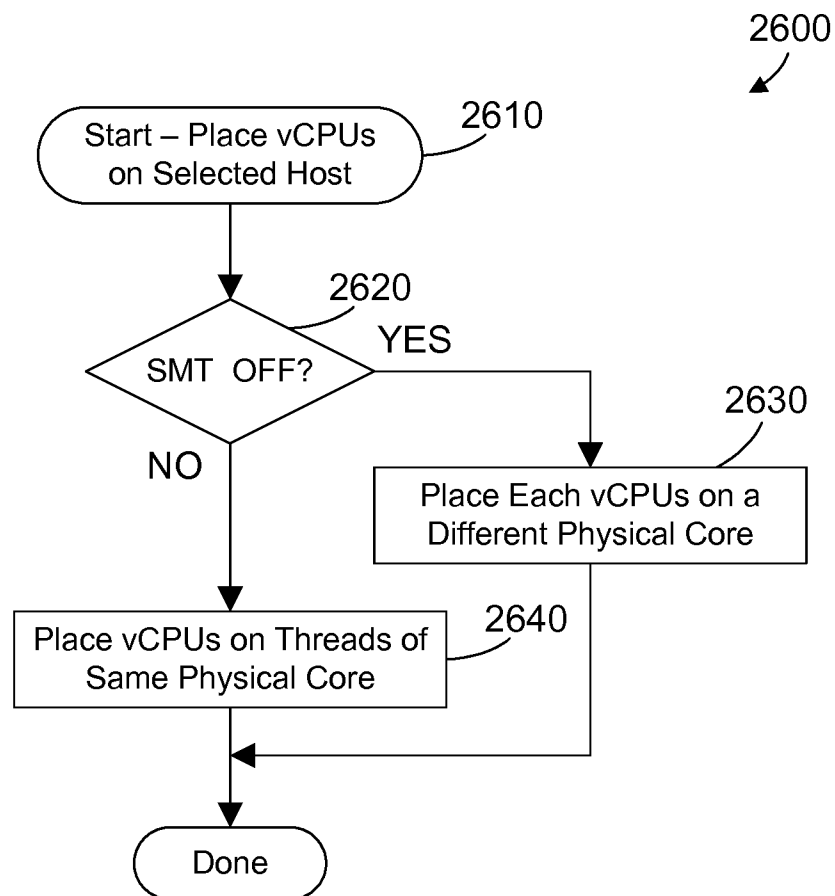 2600
Start – Place vCPUs
on Selected Host
2610
2620
SMT OFF?
YES
NO
2630
Place Each vCPUs on a
Different Physical Core
2640
Place vCPUs on Threads of
Same Physical Core
Done